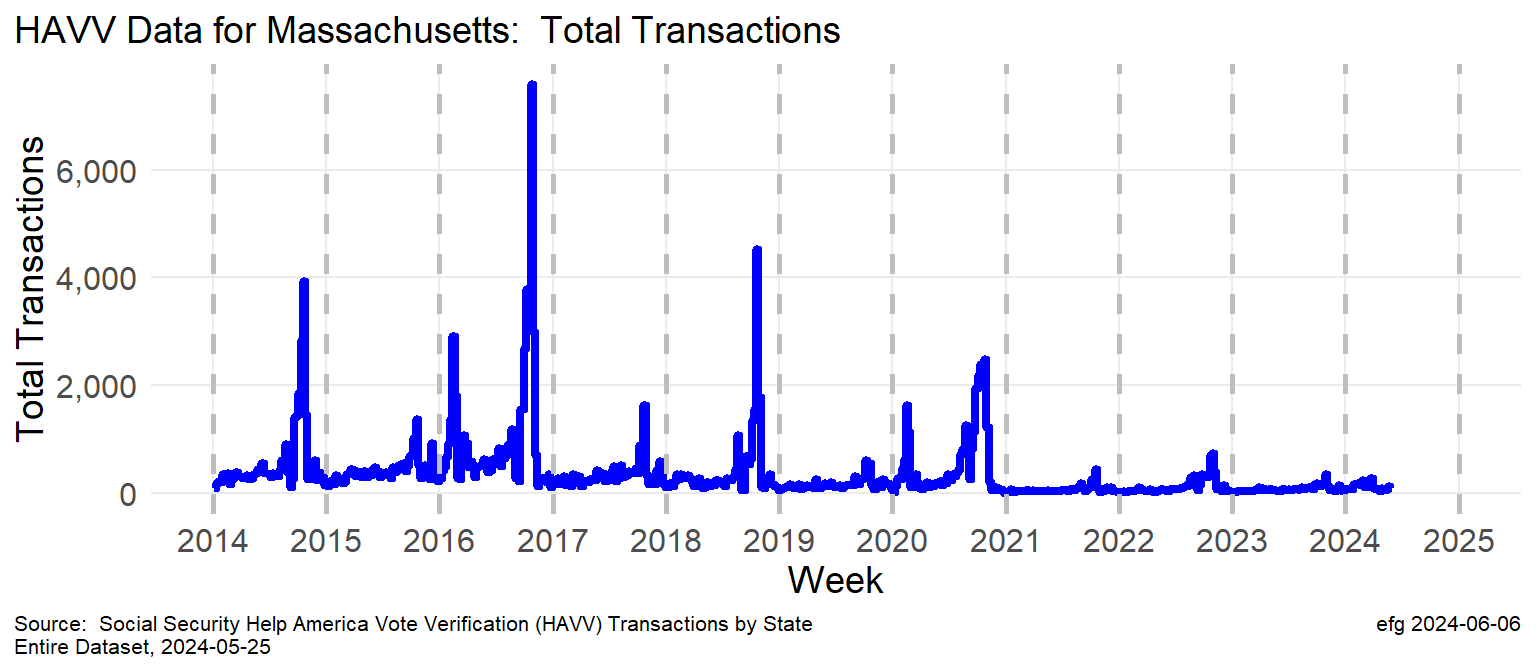 HAVV Data for Massachusetts:  Total Transactions
Total Transactions
6,000
4,000
2,000
0
2014 2015 2016 2017 2018 2019 2020 2021 2022 2023 2024 2025
Week
Source:  Social Security Help America Vote Verification (HAVV) Transactions by State
Entire Dataset, 2024-05-25
efg 2024-06-06